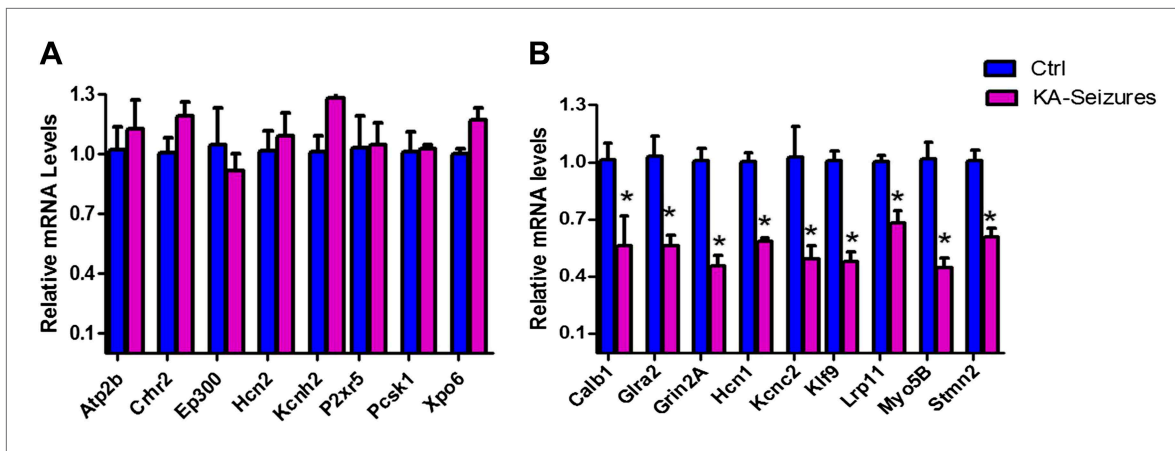 A
Relative mRNA Levels
1.3
1.0
0.7
0.4
0.1
Atp2b
Crhr2
Ep300
Hcn2
Kcnh2
P2xr5
Pcsk1
Xpo6
B
Ctrl
KA-Seizures
Relative mRNA levels
1.3
1.0
0.7
0.4
0.1
* * * * * * * * *
Calb1
Glra2
Grin2A
Hcn1
Kcnc2
Klf9
Lrp11
Myo5B
Stmn2